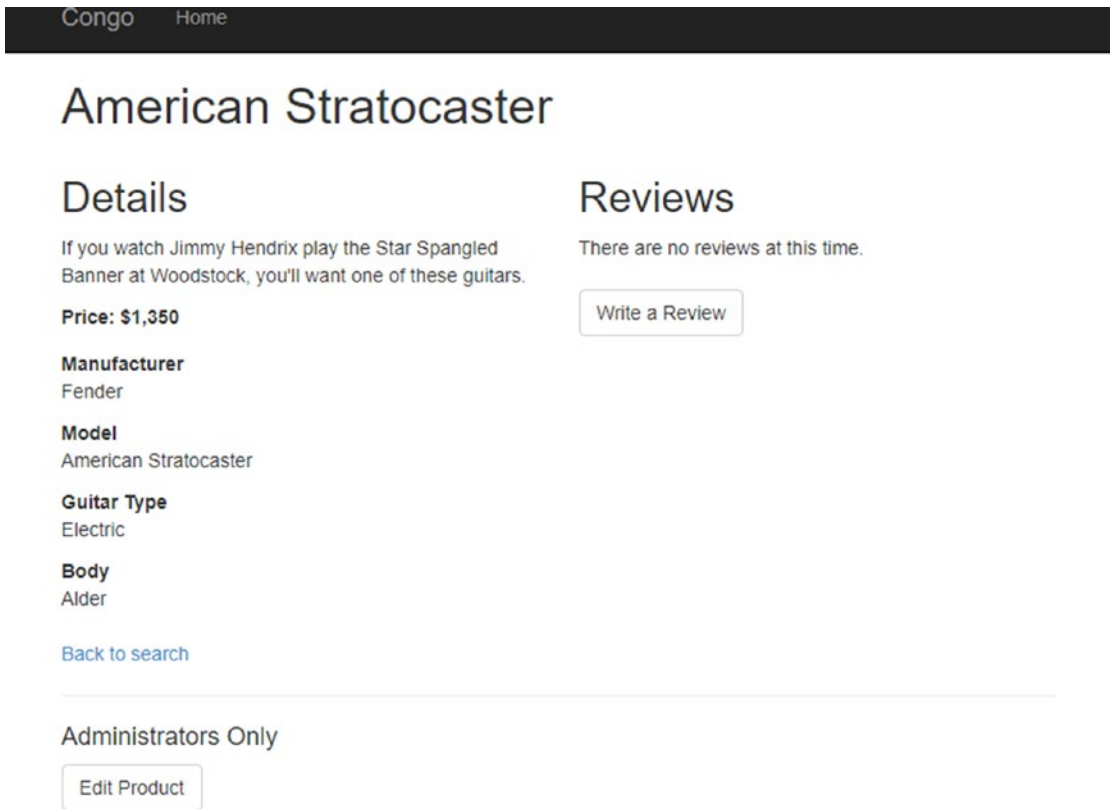 Congo Home
American Stratocaster
Details
If you watch Jimmy Hendrix play the Star Spangled
Banner at Woodstock, you'll want one of these guitars.
Price: $1,350
Manufacturer
Fender
Model
American Stratocaster
Guitar Type
Electric
Body
Alder
Back to search
Reviews
There are no reviews at this time.
Write a Review
Administrators Only
Edit Product